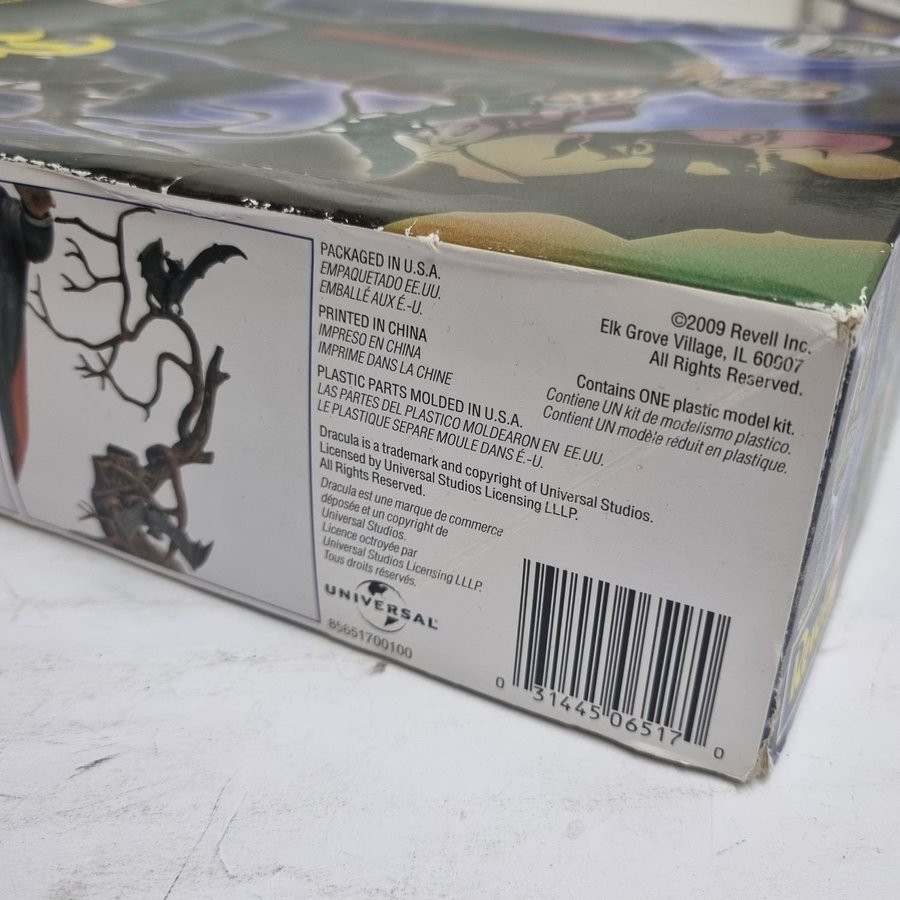 PACKAGED IN U.S.A.
EMPAQUETADO EE.UU.
EMBALLÉ AUX É.-U.
PRINTED IN CHINA
IMPRESO EN CHINA
IMPRIME DANS LA CHINE
PLASTIC PARTS MOLDED IN U.S.A.
LAS PARTES DEL PLASTICO MOLDEARON EN EE.UU.
LE PLASTIQUE SEPARE MOULE DANS É.-U.
Dracula is a trademark and copyright of Universal Studios.
Licensed by Universal Studios Licensing LLLP.
All Rights Reserved.
Dracula est une marque de commerce
déposée et un copyright de
Universal Studios.
Licence octroyée par
Universal Studios Licensing LLLP.
Tous droits réservés.
UNIVERSAL
85651700100
©2009 Revell Inc.
Elk Grove Village, IL 60007
All Rights Reserved.
Contains ONE plastic model kit.
Contiene UN kit de modelismo plastico.
Contient UN modèle réduit en plastique.
0 31445 06517 0